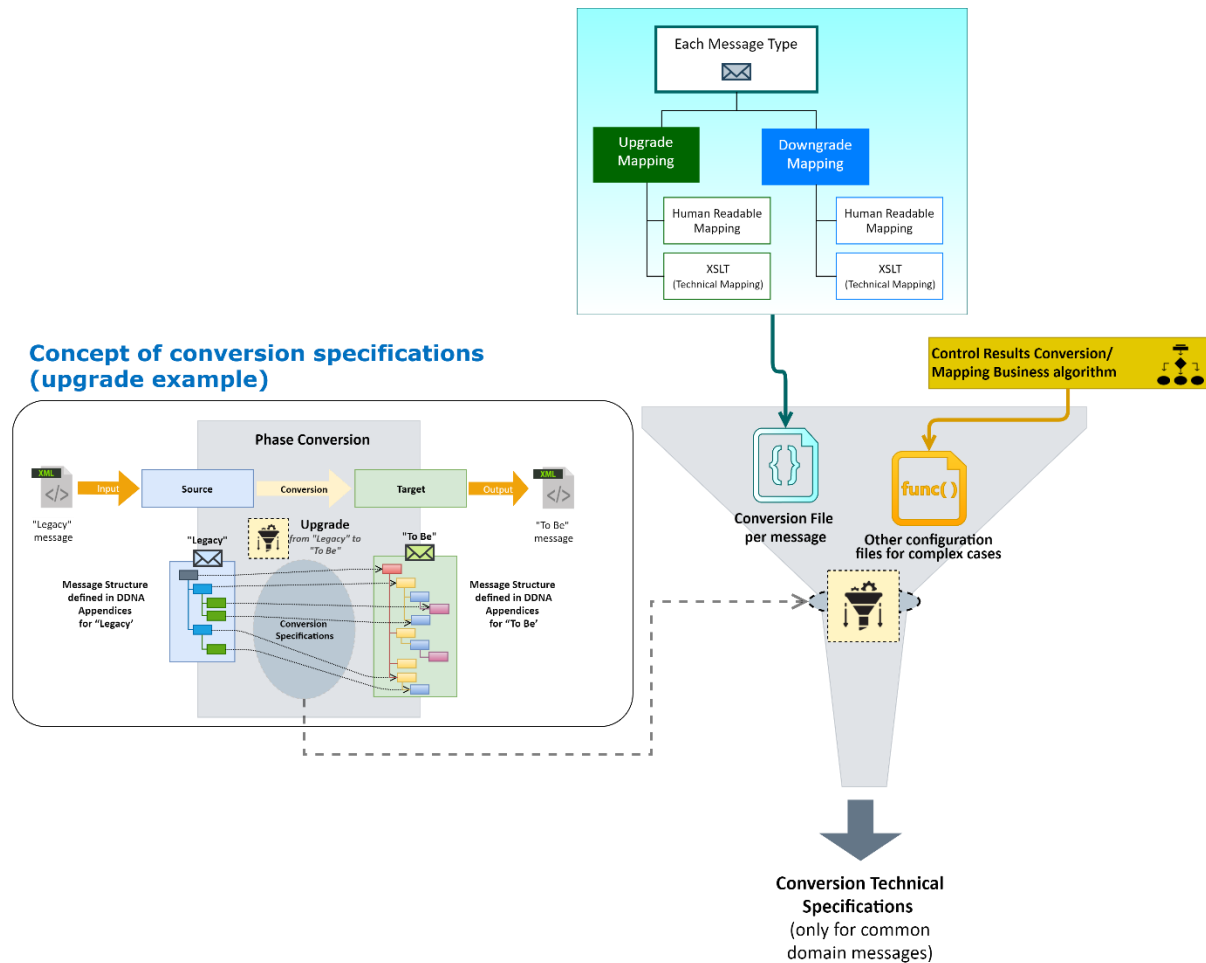 Each Message Type
Upgrade
Mapping
Downgrade
Mapping
Human Readable
Mapping
XSLT
(Technical Mapping)
Human Readable
Mapping
XSLT
(Technical Mapping)
Control Results Conversion/
Mapping Business algorithm
Concept of conversion specifications
(upgrade example)
Phase Conversion
XML
</>
"Legacy"
message
Input
Source
Conversion
Target
Output
XML
</>
"To Be"
message
Upgrade
from "Legacy" to
"To Be"
"Legacy"
"To Be"
Message Structure
defined in DDNA
Appendices
for "Legacy'
Conversion
Specifications
Message Structure
defined in DDNA
Appendices
for "To Be'
{}
Conversion File
per message
func()
Other configuration
files for complex cases
Conversion Technical
Specifications
(only for common
domain messages)